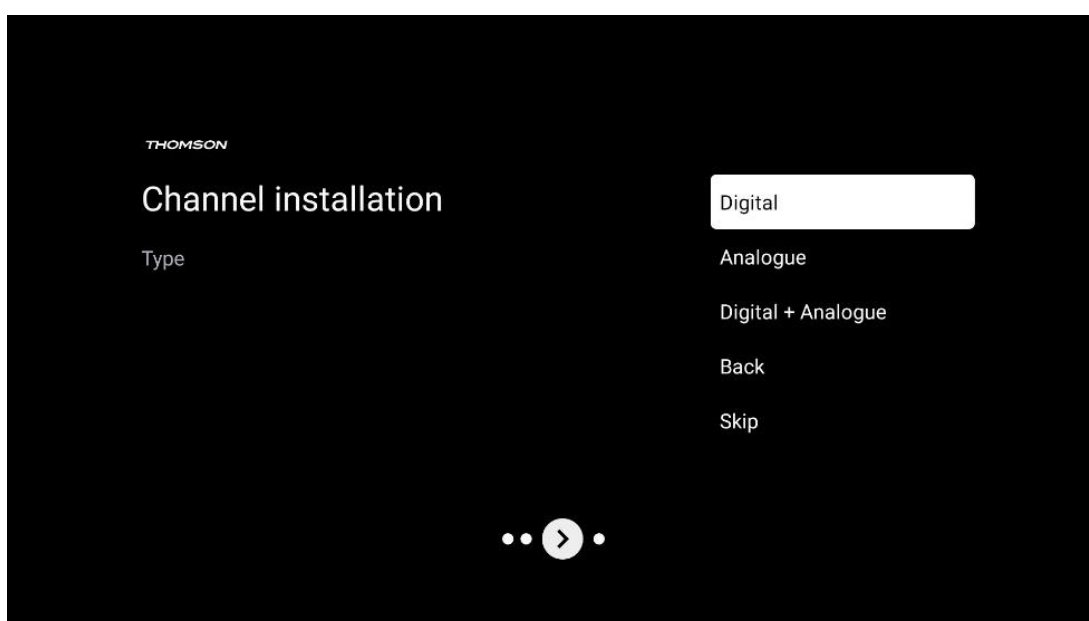 THOMSON
Channel installation
Type
Digital
Analogue
Digital + Analogue
Back
Skip